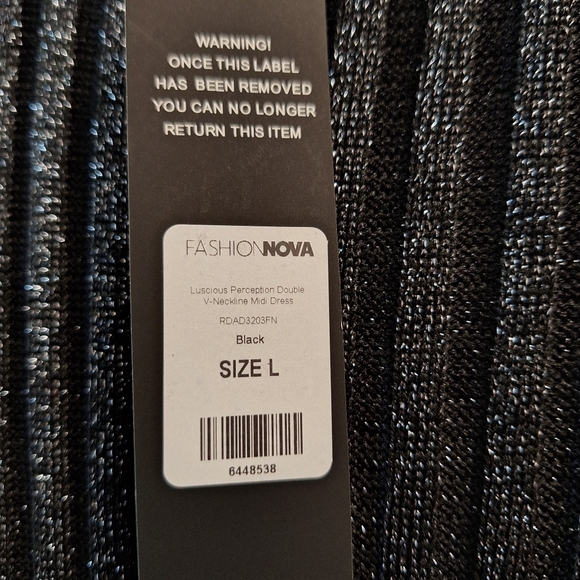 WARNING!
ONCE THIS LABEL
HAS BEEN REMOVED
YOU CAN NO LONGER
RETURN THIS ITEM
FASHIONNOVA
Luscious Perception Double
V-Neckline Midi Dress
RDAD3203FN
Black
SIZE L
6448538